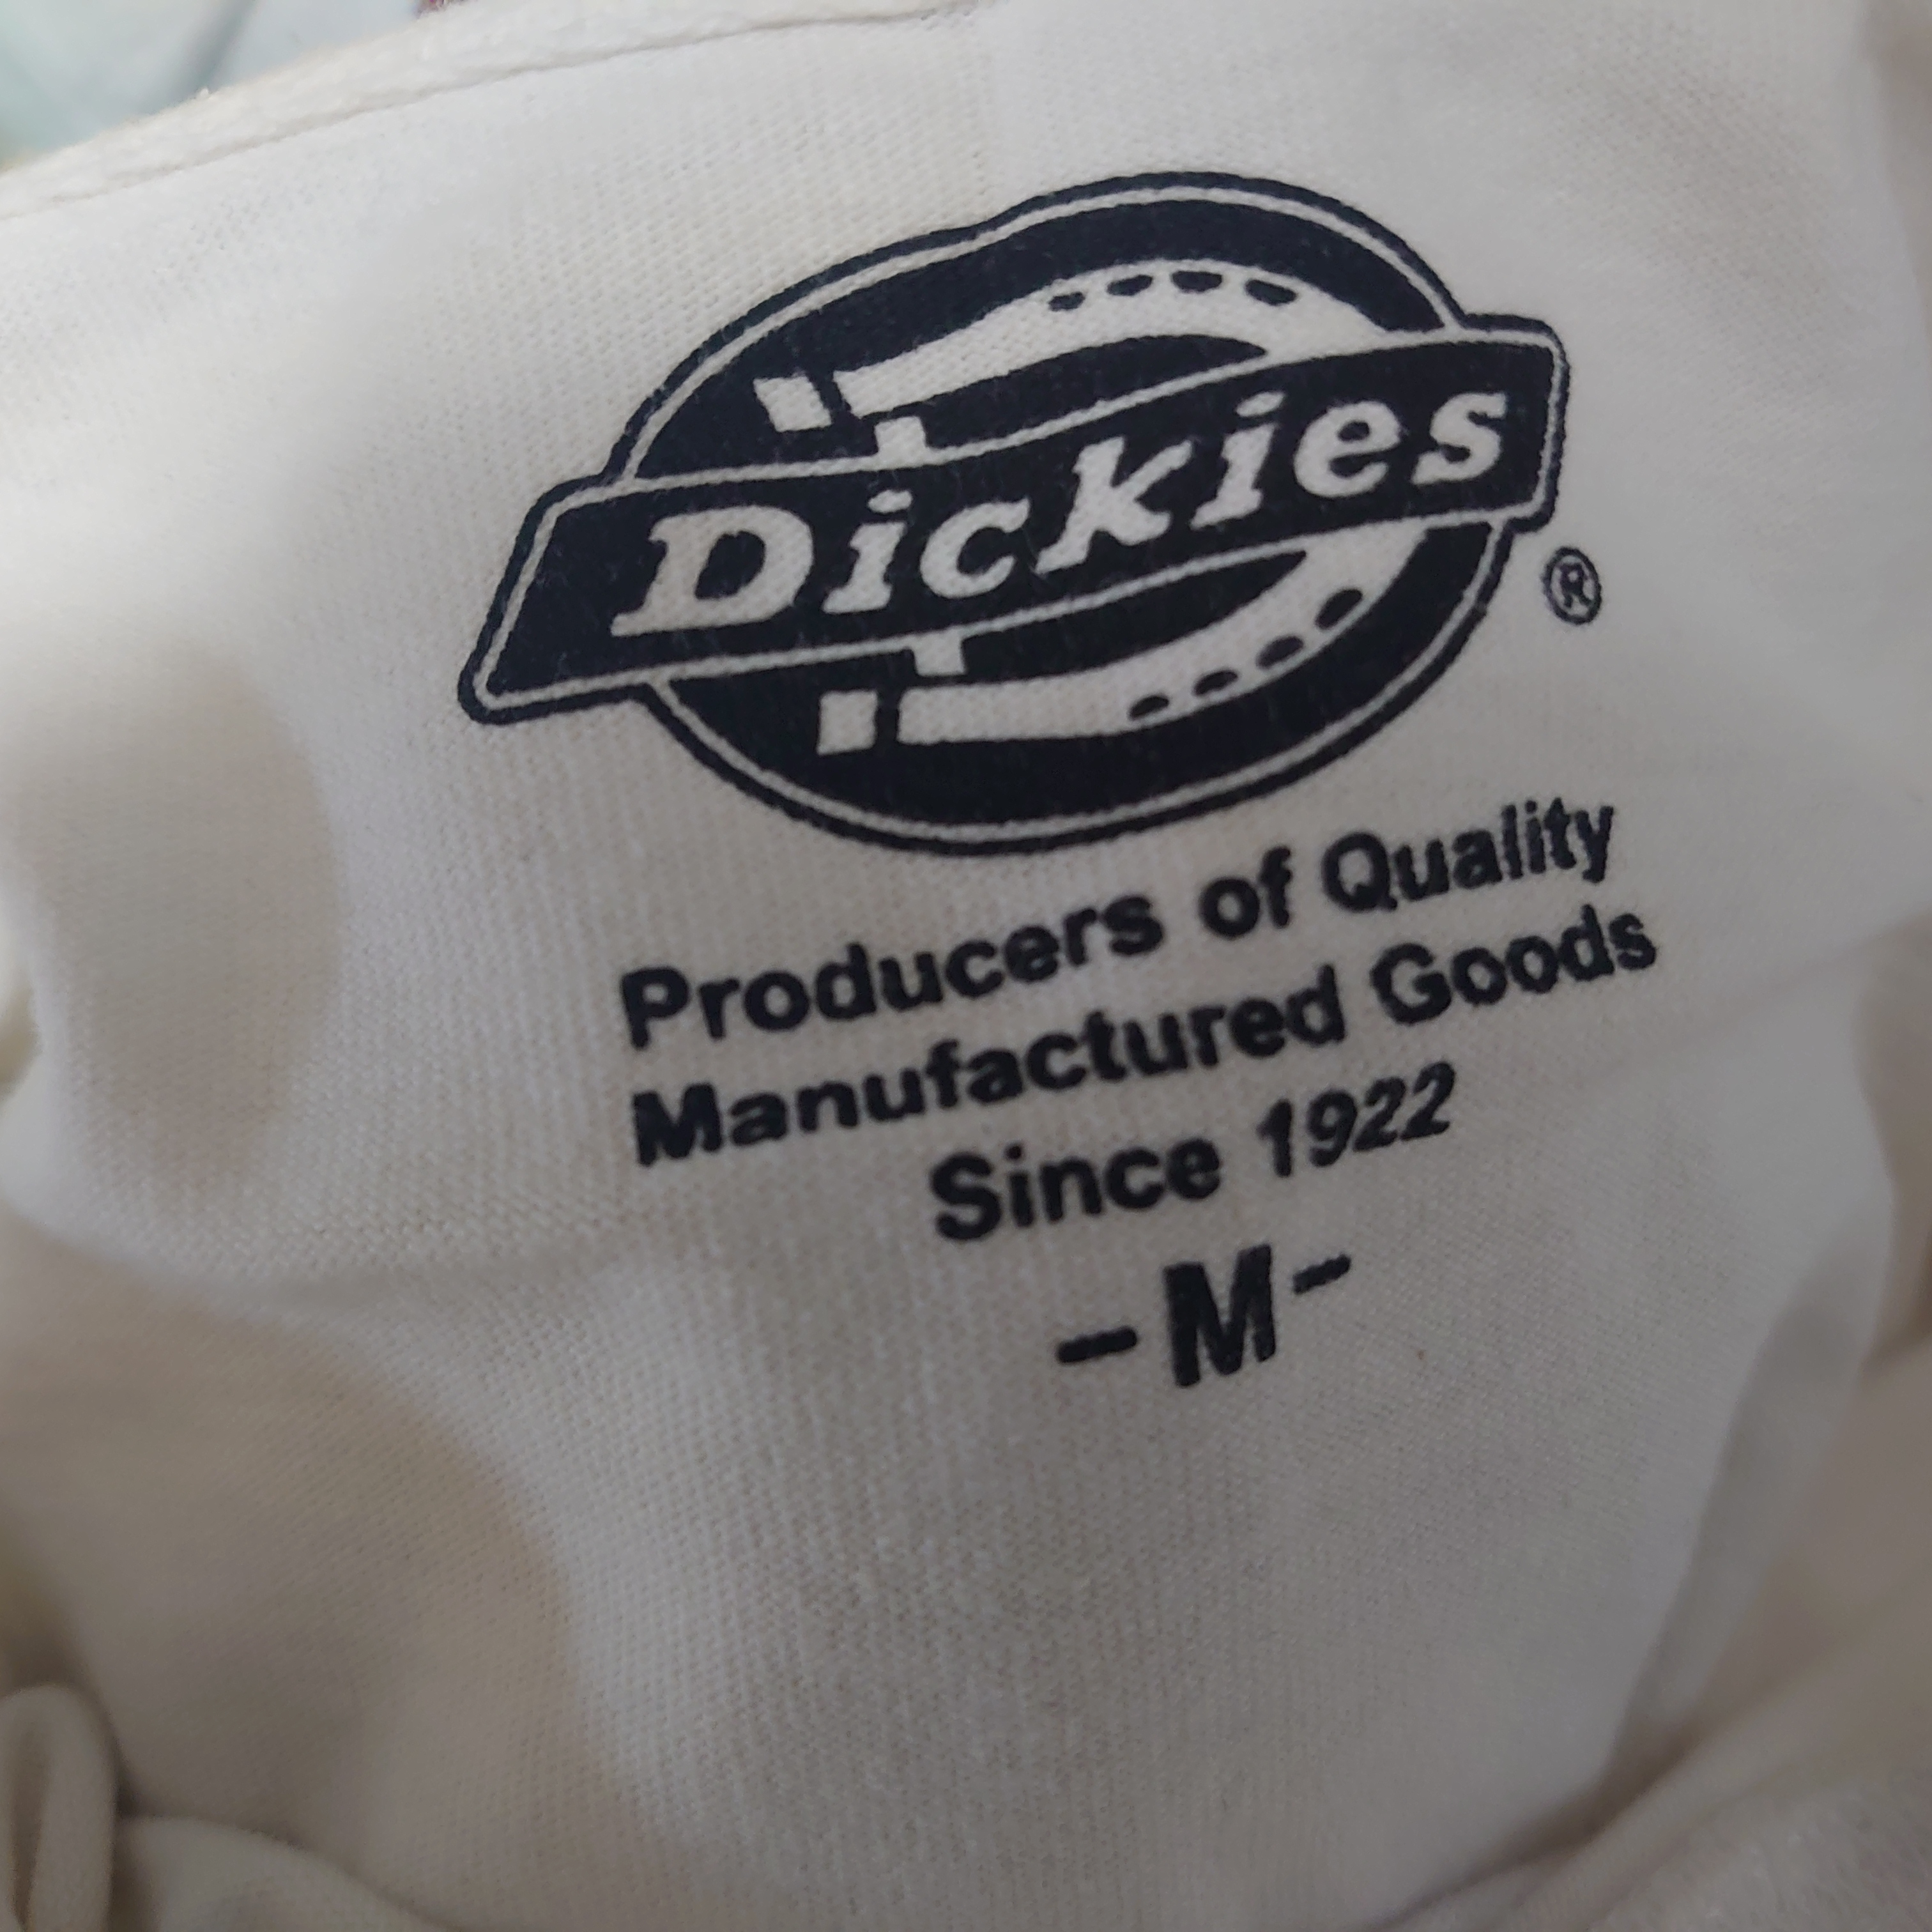 Dickies
®
Producers of Quality
Manufactured Goods
Since 1922
- M -